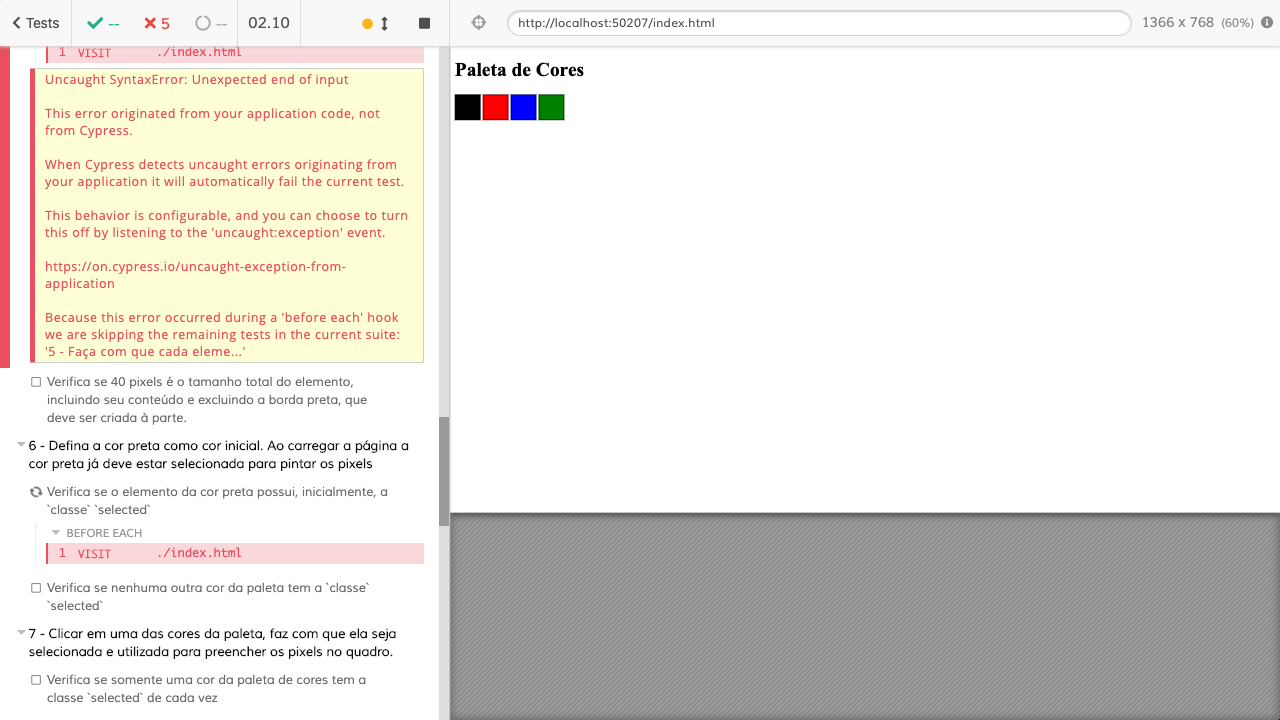 Tests
--
5
--
02.10
http://localhost:50207/index.html
1366 x 768 (60%)
1 VISIT ./index.html
Uncaught SyntaxError: Unexpected end of input
This error originated from your application code, not
from Cypress.
When Cypress detects uncaught errors originating from
your application it will automatically fail the current test.
This behavior is configurable, and you can choose to turn
this off by listening to the 'uncaught:exception' event.
https://on.cypress.io/uncaught-exception-from-
application
Because this error occurred during a 'before each' hook
we are skipping the remaining tests in the current suite:
'5 - Faça com que cada eleme...'
Verifica se 40 pixels é o tamanho total do elemento,
incluindo seu conteúdo e excluindo a borda preta, que
deve ser criada à parte.
6 - Defina a cor preta como cor inicial. Ao carregar a página a
cor preta já deve estar selecionada para pintar os pixels
Verifica se o elemento da cor preta possui, inicialmente, a
`classe` `selected`
BEFORE EACH
1 VISIT ./index.html
Verifica se nenhuma outra cor da paleta tem a `classe`
`selected`
7 - Clicar em uma das cores da paleta, faz com que ela seja
selecionada e utilizada para preencher os pixels no quadro.
Verifica se somente uma cor da paleta de cores tem a
classe `selected` de cada vez
Paleta de Cores